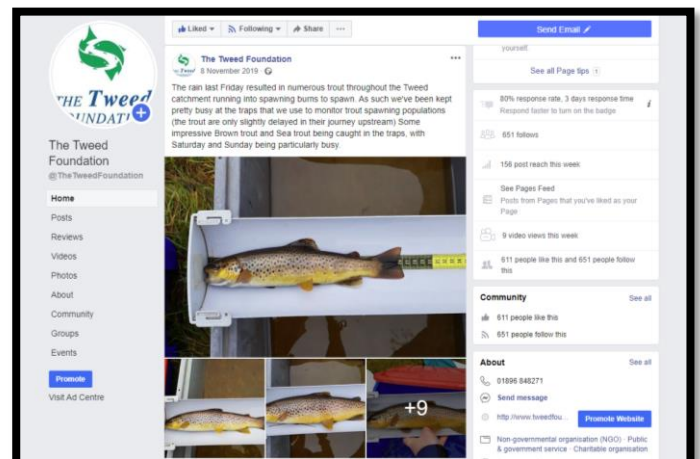 THE Tweed
FOUNDATI
The Tweed
Foundation
@TheTweedFoundation
Home
Posts
Reviews
Videos
Photos
About
Community
Groups
Events
Promote
Visit Ad Centre
Liked
Following
Share
The Tweed Foundation
8 November 2019
The rain last Friday resulted in numerous trout throughout the Tweed
catchment running into spawning burns to spawn. As such we've been kept
pretty busy at the traps that we use to monitor trout spawning populations
(the trout are only slightly delayed in their journey upstream) Some
impressive Brown trout and Sea trout being caught in the traps, with
Saturday and Sunday being particularly busy.
+9
Send Email
yourself.
See all Page tips
80% response rate, 3 days response time
Respond faster to turn on the badge
651 follows
156 post reach this week
See Pages Feed
Posts from Pages that you've liked as your
Page
9 video views this week
611 people like this and 651 people follow
this
Community
See all
611 people like this
651 people follow this
About
See all
01896 848271
Send message
http://www.tweedfou...
Promote Website
Non-governmental organisation (NGO) · Public
& government service · Charitable organisation